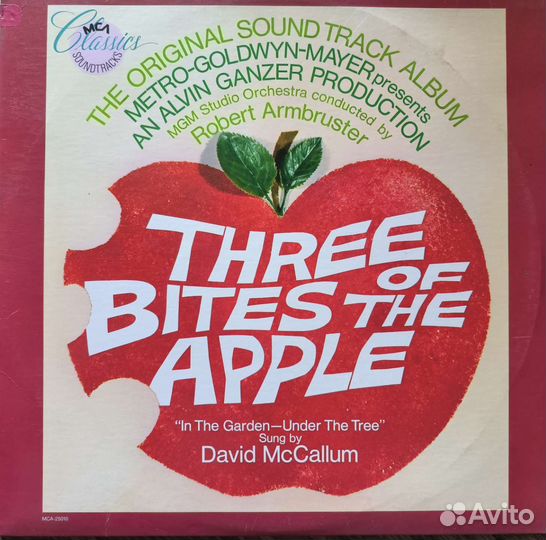 MCA
Classics
SOUNDTRACKS
THE ORIGINAL SOUND TRACK ALBUM
METRO-GOLDWYN-MAYER presents
AN ALVIN GANZER PRODUCTION
MGM Studio Orchestra conducted by
Robert Armbruster
THREE
BITES OF THE
APPLE
"In The Garden—Under The Tree"
Sung by
David McCallum
MCA-25010
Avito